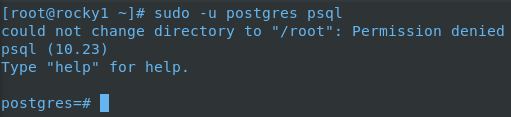 [root@rocky1 ~]# sudo -u postgres psql
could not change directory to "/root": Permission denied
psql (10.23)
Type "help" for help.
postgres=#